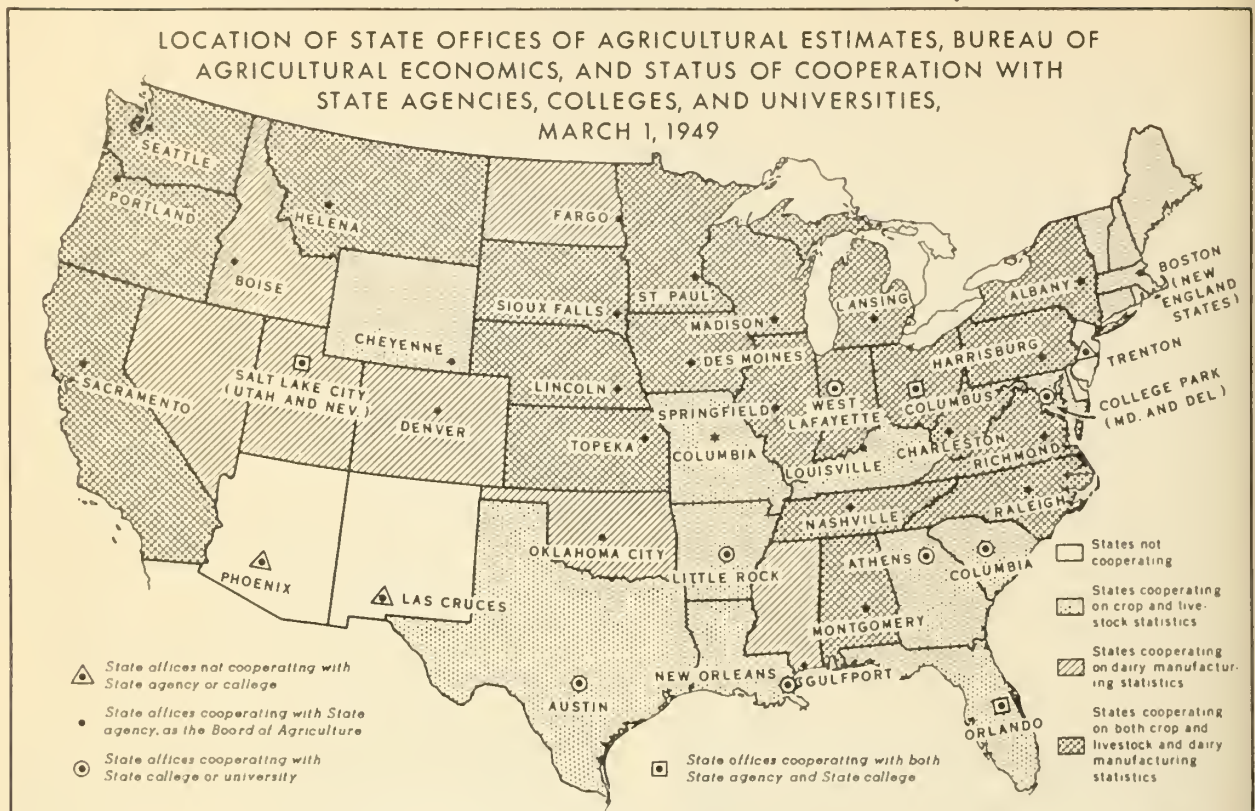 LOCATION OF STATE OFFICES OF AGRICULTURAL ESTIMATES, BUREAU OF
AGRICULTURAL ECONOMICS, AND STATUS OF COOPERATION WITH
STATE AGENCIES, COLLEGES, AND UNIVERSITIES,
MARCH 1, 1949
SEATTLE
PORTLAND
HELENA
BOISE
FARGO
SIOUX FALLS
ST PAUL
MADISON
LANSING
ALBANY
BOSTON
(NEW
ENGLAND
STATES)
CHEYENNE
SACRAMENTO
SALT LAKE CITY
(UTAH AND NEV.)
DENVER
LINCOLN
DES MOINES
TOPEKA
SPRINGFIELD
COLUMBIA
WEST
LAFAYETTE
COLUMBUS
HARRISBURG
TRENTON
COLLEGE PARK
(MD. AND DEL)
LOUISVILLE
CHARLESTON
RICHMOND
RALEIGH
NASHVILLE
PHOENIX
LAS CRUCES
OKLAHOMA CITY
LITTLE ROCK
ATHENS
COLUMBIA
MONTGOMERY
AUSTIN
NEW ORLEANS
GULFPORT
ORLANDO
State offices not cooperating with
State agency or college
State offices cooperating with State
agency, as the Board of Agriculture
State offices cooperating with
State college or university
State offices cooperating with both
State agency and State college
States not
cooperating
States cooperating
on crop and live-
stock statistics
States cooperating
on dairy manufactur-
ing statistics
States cooperating
on both crop and
livestock and dairy
manufacturing
statistics